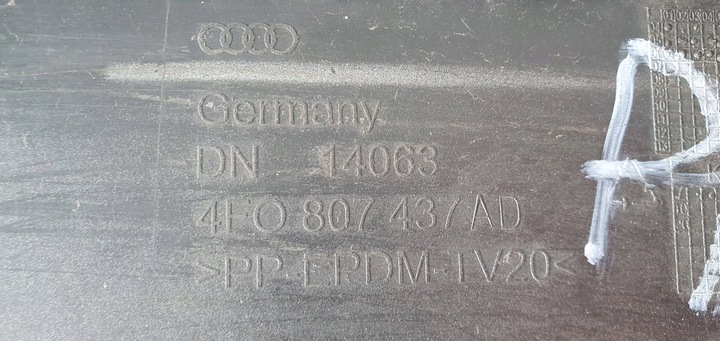 Germany
DN 14063
4F0 807 437 AD
>PP-EPDM-TV20<
R